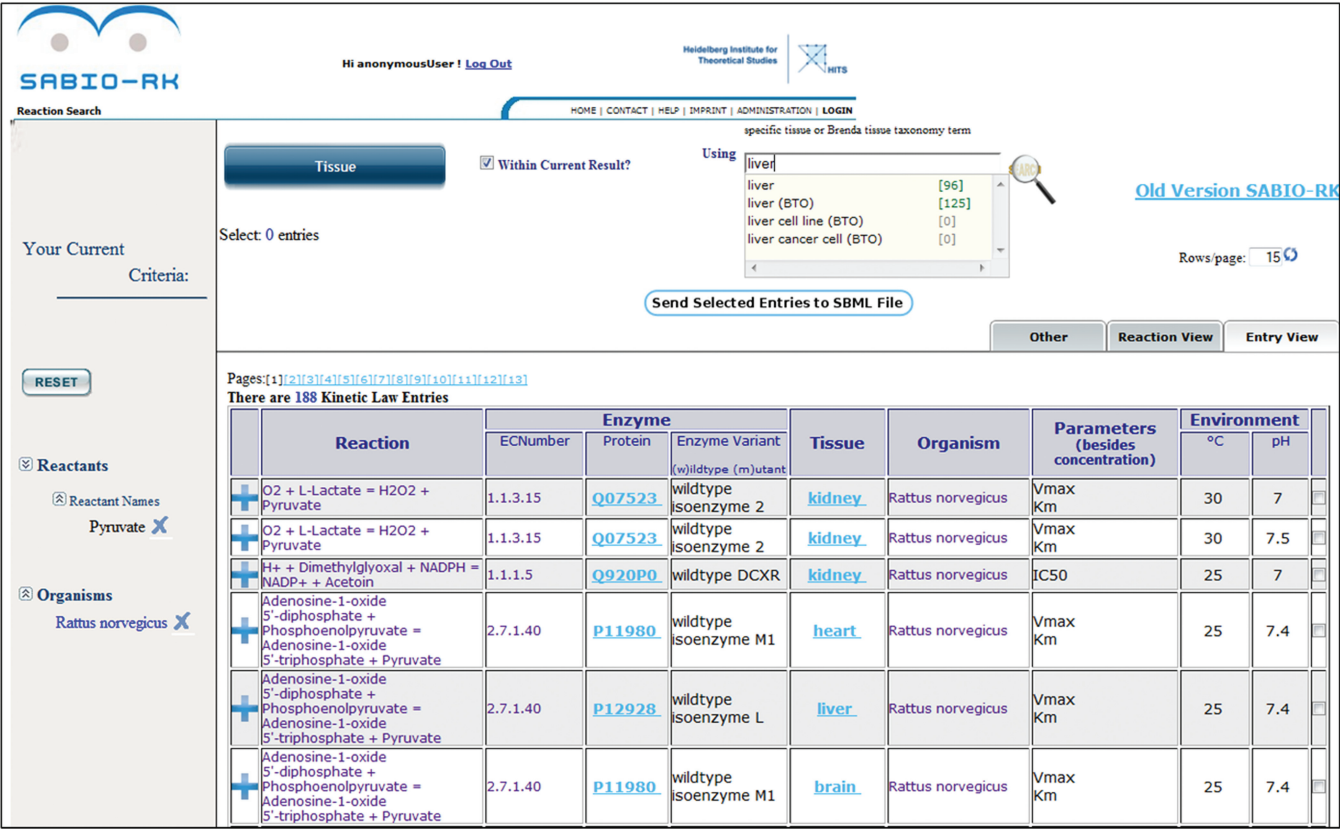 SABIO-RK
Hi anonymousUser ! Log Out
Heidelberg Institute for
Theoretical Studies
HITS
Reaction Search
HOME | CONTACT | HELP | IMPRINT | ADMINISTRATION | LOGIN
specific tissue or Brenda tissue taxonomy term
Tissue
Within Current Result?
Using
liver
SEARCH
liver [96]
liver (BTO) [125]
liver cell line (BTO) [0]
liver cancer cell (BTO) [0]
Old Version SABIO-RK
Select: 0 entries
Your Current
Criteria:
Rows/page: 15
Send Selected Entries to SBML File
Other
Reaction View
Entry View
RESET
Pages:[1][2][3][4][5][6][7][8][9][10][11][12][13]
There are 188 Kinetic Law Entries
Reactants
Reactant Names
Pyruvate
Organisms
Rattus norvegicus
Reaction
Enzyme
ECNumber
Protein
Enzyme Variant
(w)ildtype (m)utant
Tissue
Organism
Parameters
(besides
concentration)
Environment
°C
pH
O2 + L-Lactate = H2O2 +
Pyruvate
1.1.3.15
Q07523
wildtype
isoenzyme 2
kidney
Rattus norvegicus
Vmax
Km
30
7
O2 + L-Lactate = H2O2 +
Pyruvate
1.1.3.15
Q07523
wildtype
isoenzyme 2
kidney
Rattus norvegicus
Vmax
Km
30
7.5
H+ + Dimethylglyoxal + NADPH =
NADP+ + Acetoin
1.1.1.5
Q920P0
wildtype DCXR
kidney
Rattus norvegicus
IC50
25
7
Adenosine-1-oxide
5'-diphosphate +
Phosphoenolpyruvate =
Adenosine-1-oxide
5'-triphosphate + Pyruvate
2.7.1.40
P11980
wildtype
isoenzyme M1
heart
Rattus norvegicus
Vmax
Km
25
7.4
Adenosine-1-oxide
5'-diphosphate +
Phosphoenolpyruvate =
Adenosine-1-oxide
5'-triphosphate + Pyruvate
2.7.1.40
P12928
wildtype
isoenzyme L
liver
Rattus norvegicus
Vmax
Km
25
7.4
Adenosine-1-oxide
5'-diphosphate +
Phosphoenolpyruvate =
Adenosine-1-oxide
5'-triphosphate + Pyruvate
2.7.1.40
P11980
wildtype
isoenzyme M1
brain
Rattus norvegicus
Vmax
Km
25
7.4